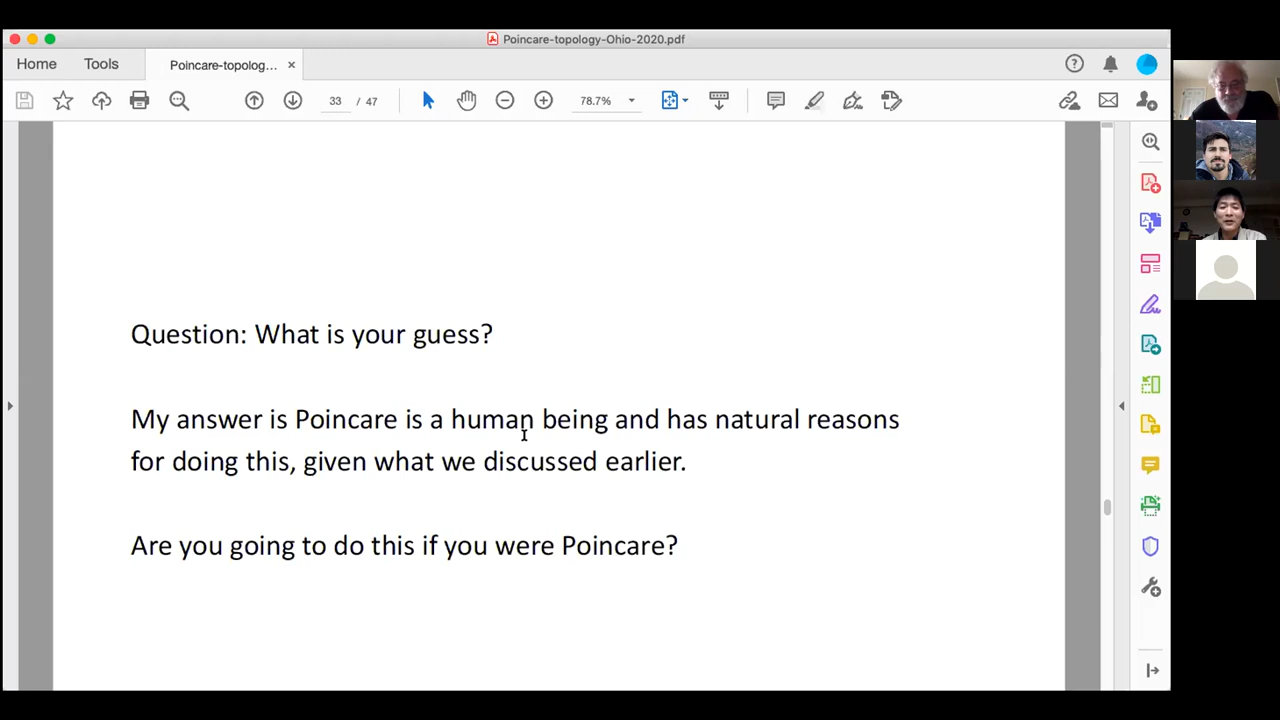 Poincare-topology-Ohio-2020.pdf
Home Tools Poincare-topolog... ×
33 / 47 78.7%
Question: What is your guess?
My answer is Poincare is a human being and has natural reasons
for doing this, given what we discussed earlier.
Are you going to do this if you were Poincare?